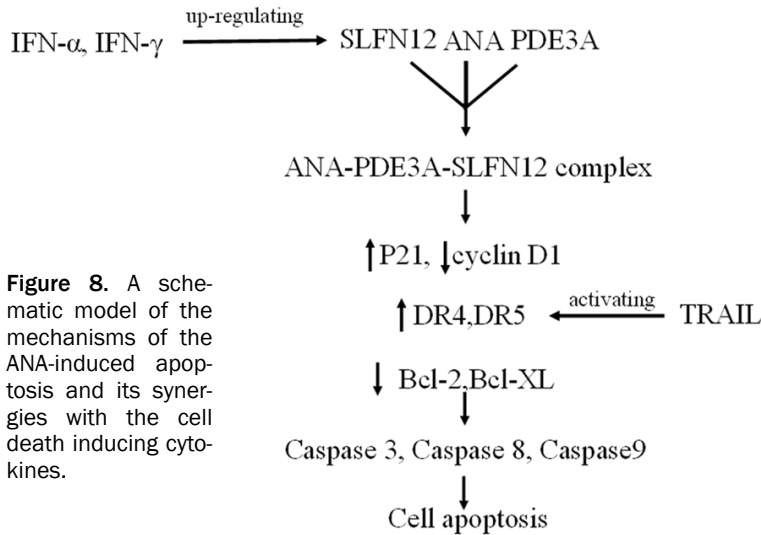 up-regulating
IFN-α, IFN-γ SLFN12 ANA PDE3A
ANA-PDE3A-SLFN12 complex
P21, cyclin D1
DR4,DR5 activating TRAIL
Bcl-2,Bcl-XL
Caspase 3, Caspase 8, Caspase9
Cell apoptosis
Figure 8. A sche-
matic model of the
mechanisms of the
ANA-induced apop-
tosis and its syner-
gies with the cell
death inducing cyto-
kines.